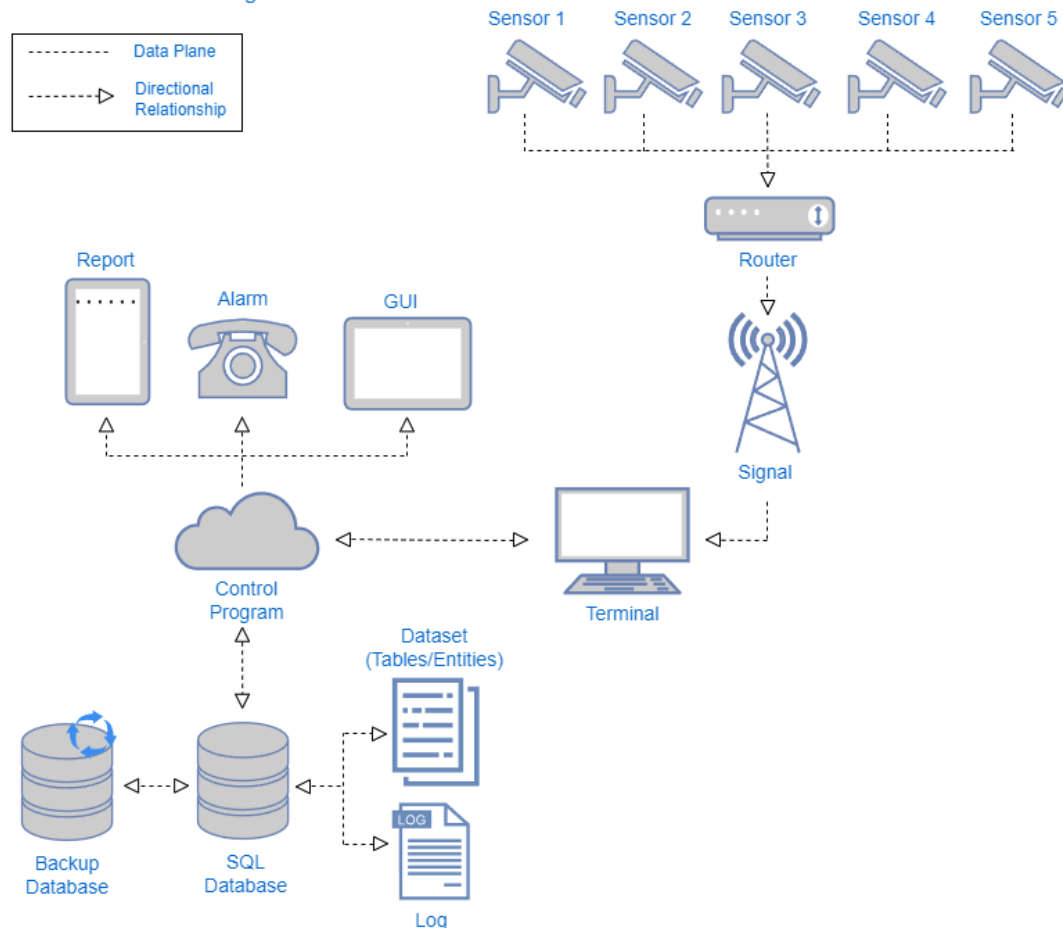 Data Plane
Directional
Relationship
Sensor 1
Sensor 2
Sensor 3
Sensor 4
Sensor 5
Router
Report
Alarm
GUI
Signal
Control
Program
Terminal
Dataset
(Tables/Entities)
LOG
Backup
Database
SQL
Database
Log